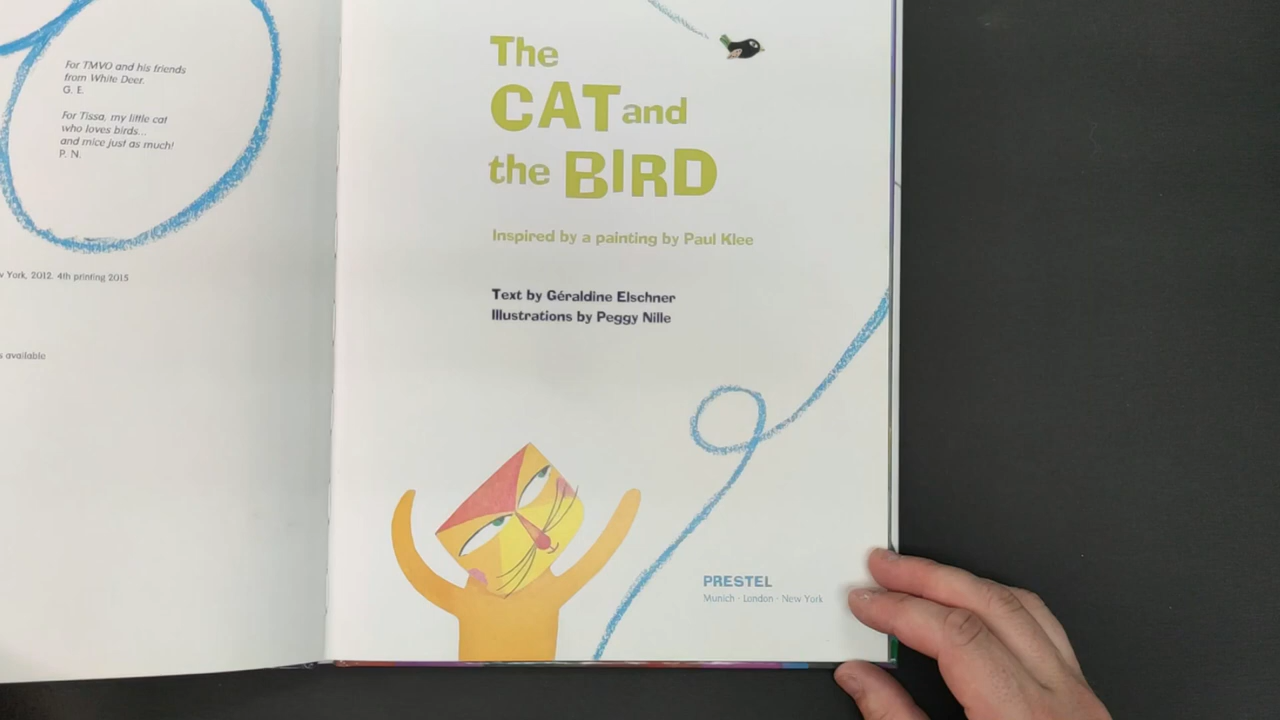 For TMVO and his friends
from White Deer.
G. E.
For Tissa, my little cat
who loves birds...
and mice just as much!
P. N.
York, 2012. 4th printing 2015
available
The
CAT and
the BIRD
Inspired by a painting by Paul Klee
Text by Géraldine Elschner
Illustrations by Peggy Nille
PRESTEL
Munich · London · New York